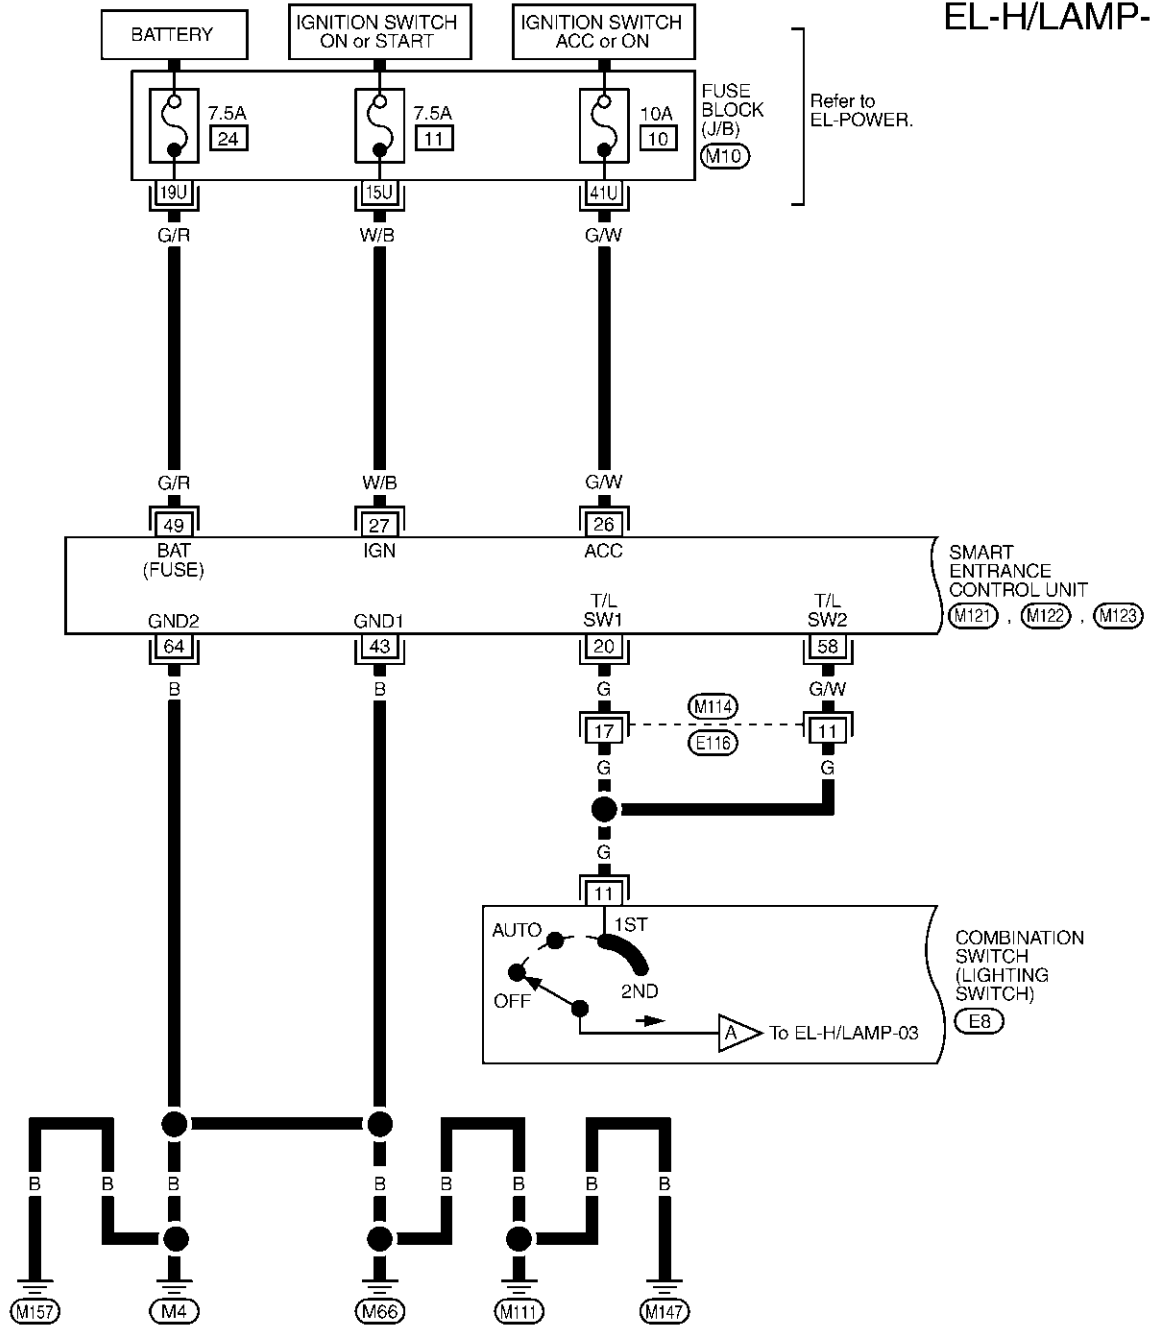 EL-H/LAMP-
BATTERY
IGNITION SWITCH
ON or START
IGNITION SWITCH
ACC or ON
7.5A
24
7.5A
11
10A
10
FUSE
BLOCK
(J/B)
M10
Refer to
EL-POWER.
19U
15U
41U
G/R
W/B
G/W
G/R
W/B
G/W
49
27
26
BAT
(FUSE)
IGN
ACC
SMART
ENTRANCE
CONTROL UNIT
M121 , M122 , M123
GND2
GND1
T/L
SW1
T/L
SW2
64
43
20
58
B
B
G
G/W
M114
17
11
E116
G
G
G
11
AUTO
1ST
OFF
2ND
A
To EL-H/LAMP-03
COMBINATION
SWITCH
(LIGHTING
SWITCH)
E8
B
B
B
B
B
B
B
B
M157
M4
M66
M111
M147